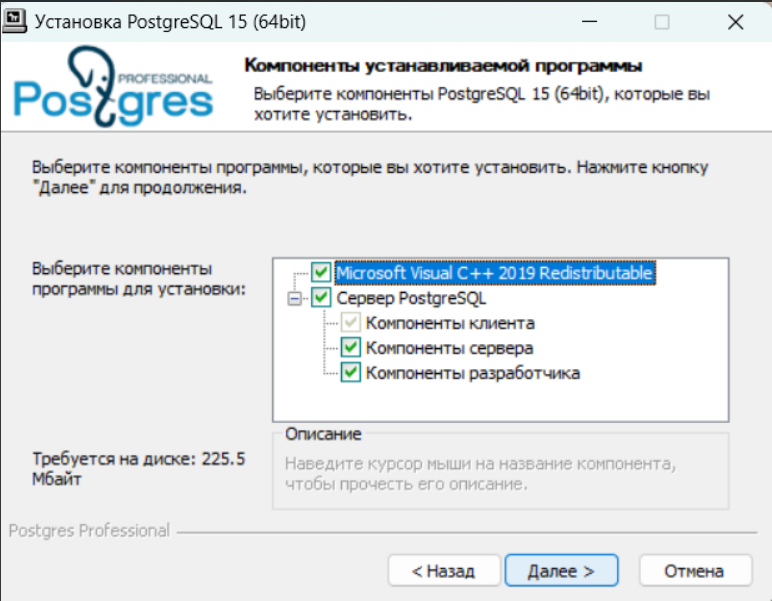 Установка PostgreSQL 15 (64bit)
PROFESSIONAL
Postgres
Компоненты устанавливаемой программы
Выберите компоненты PostgreSQL 15 (64bit), которые вы
хотите установить.
Выберите компоненты программы, которые вы хотите установить. Нажмите кнопку
"Далее" для продолжения.
Выберите компоненты
программы для установки:
Microsoft Visual C++ 2019 Redistributable
Сервер PostgreSQL
Компоненты клиента
Компоненты сервера
Компоненты разработчика
Требуется на диске: 225.5
Мбайт
Описание
Наведите курсор мыши на название компонента,
чтобы прочесть его описание.
Postgres Professional
< Назад
Далее >
Отмена